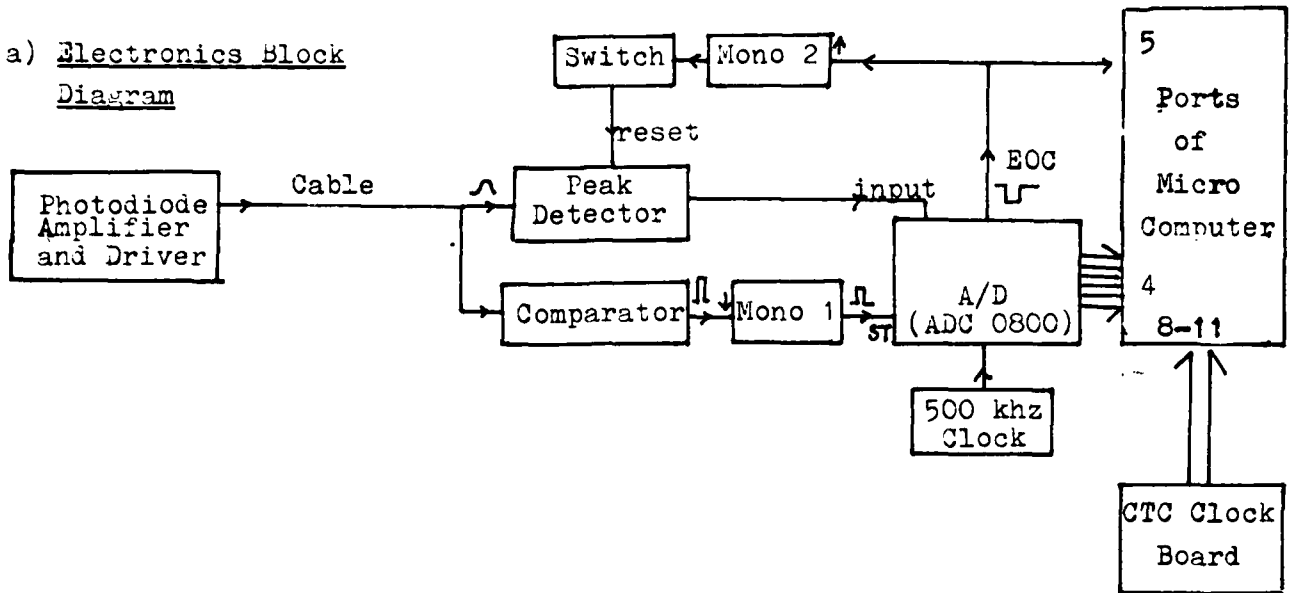 a) Electronics Block
Diagram
Switch
Mono 2
5
Ports
of
Micro
Computer
4
8-11
reset
EOC
Cable
input
Photodiode
Amplifier
and Driver
Peak
Detector
Comparator
Mono 1
ST
A/D
(ADC 0800)
500 khz
Clock
CTC Clock
Board